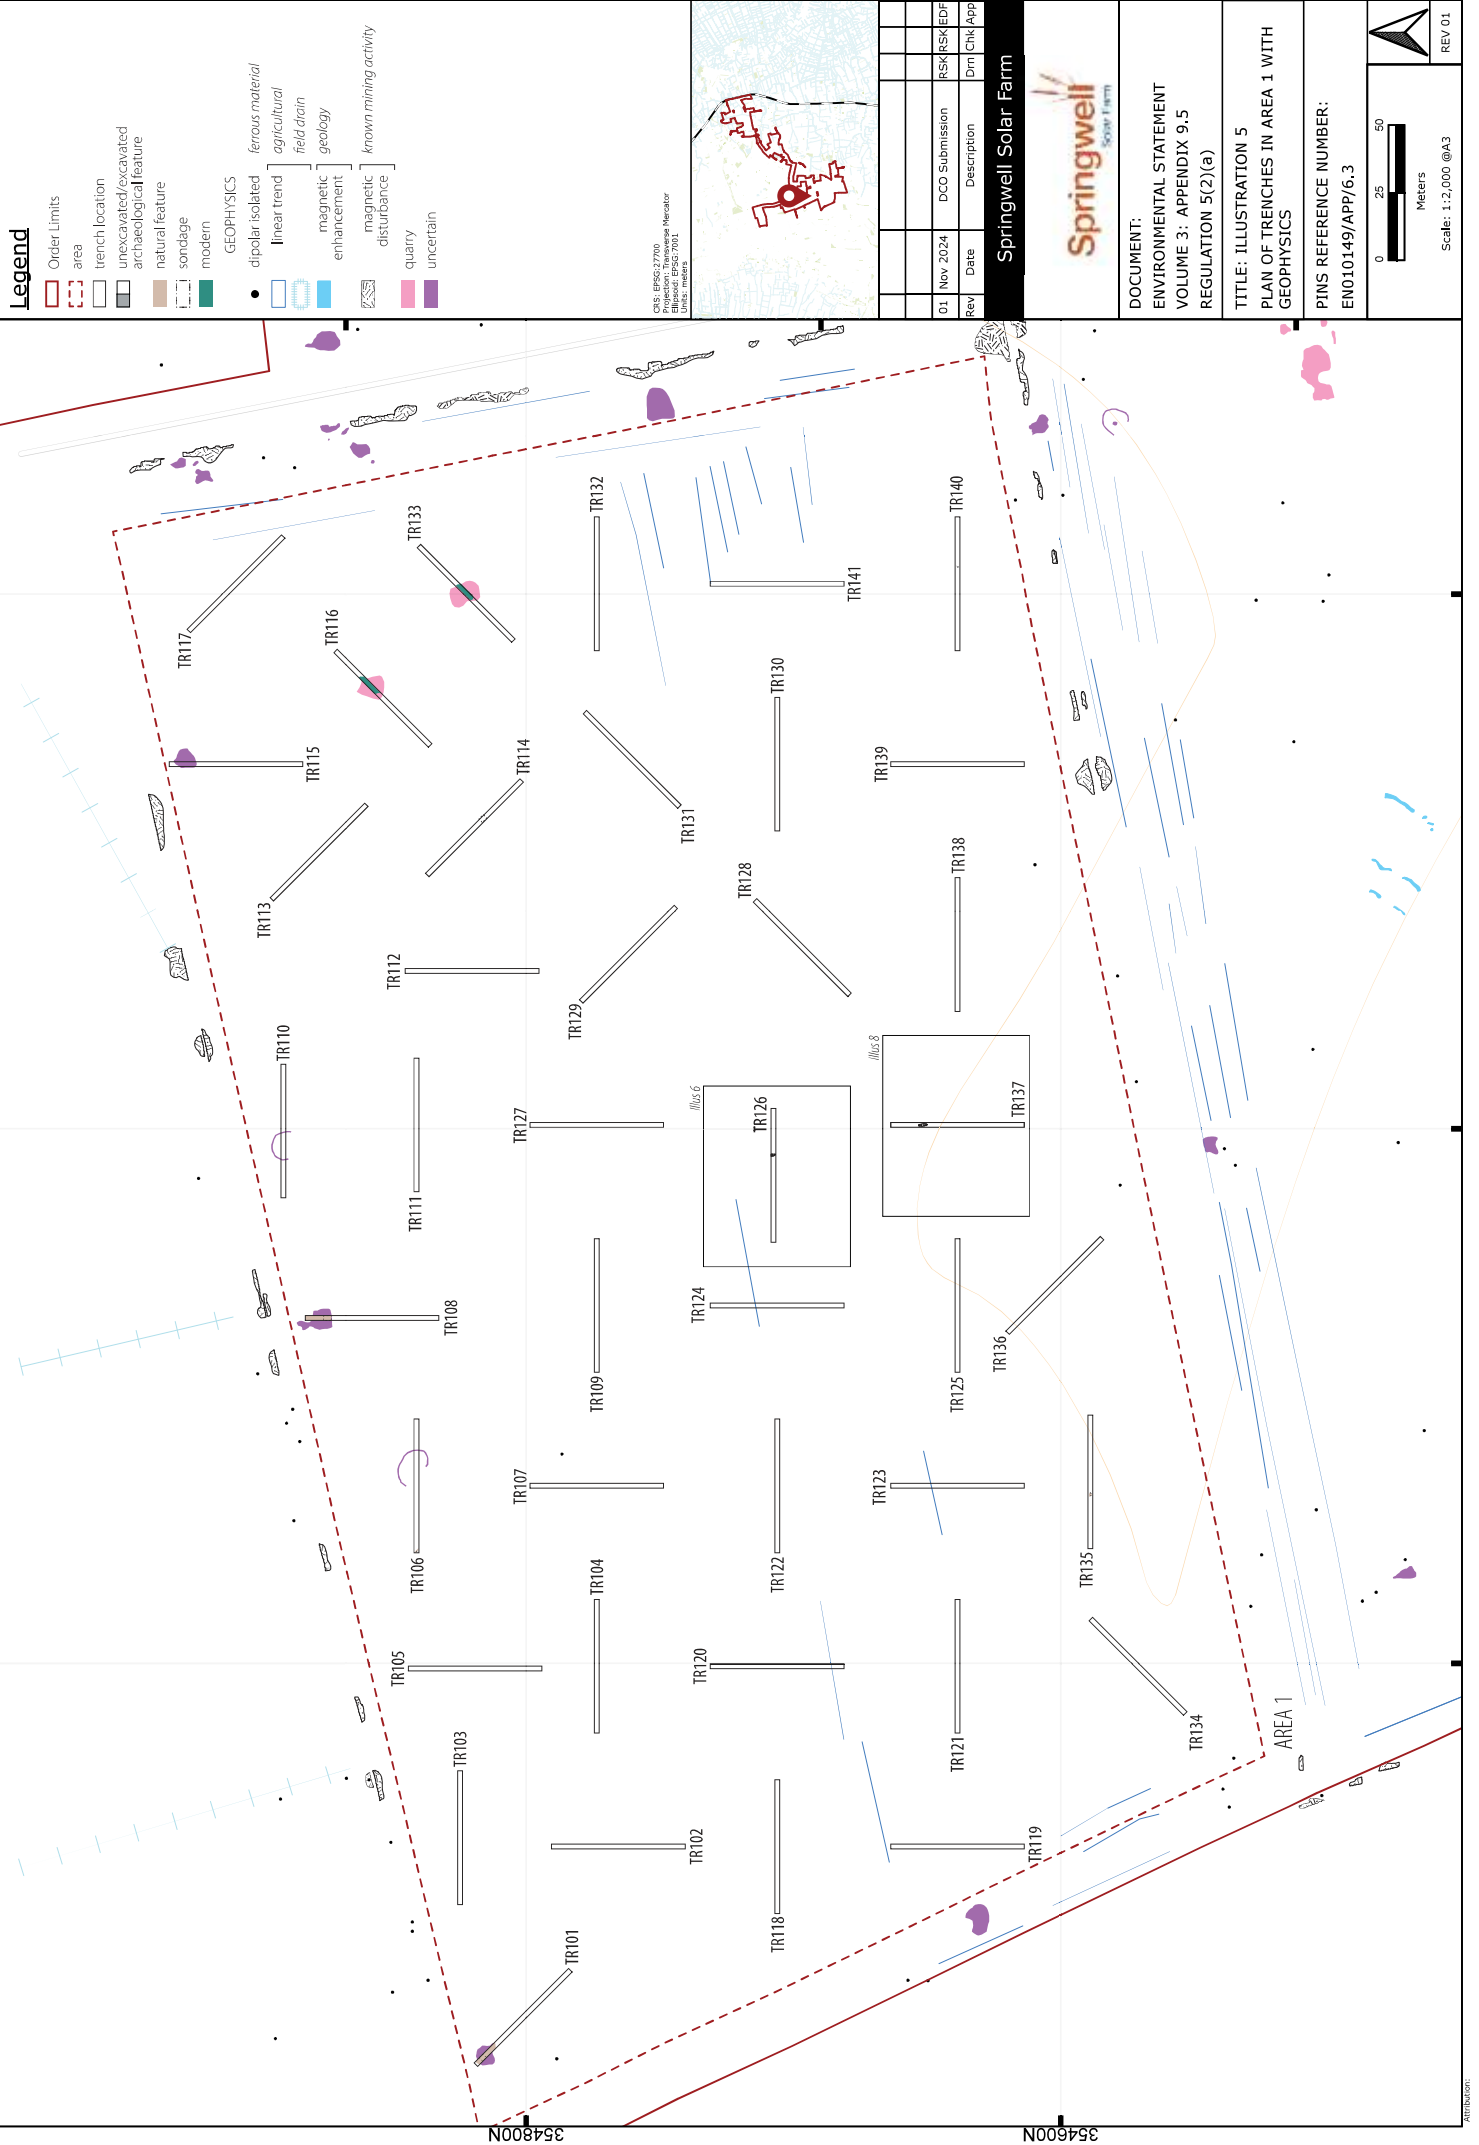 Legend
Order Limits
area
trench location
unexcavated/excavated
archaeological feature
natural feature
sondage
modern
GEOPHYSICS
dipolar isolated
ferrous material
linear trend
agricultural
field drain
magnetic
enhancement
geology
magnetic
disturbance
known mining activity
quarry
uncertain
CRS: EPSG:27700
Projection: Transverse Mercator
Ellipsoid: EPSG:7001
Units: meters
01 Nov 2024 DCO Submission RSK RSK EDF
Rev Date Description Drn Chk App
Springwell Solar Farm
Springwell
Solar Farm
DOCUMENT:
ENVIRONMENTAL STATEMENT
VOLUME 3: APPENDIX 9.5
REGULATION 5(2)(a)
TITLE: ILLUSTRATION 5
PLAN OF TRENCHES IN AREA 1 WITH
GEOPHYSICS
PINS REFERENCE NUMBER:
EN010149/APP/6.3
0 25 50
Meters
Scale: 1:2,000 @A3
REV 01
TR117
TR133
TR132
TR140
TR116
TR141
TR115
TR114
TR130
TR139
TR131
TR113
TR128
TR138
TR112
TR129
TR110
Illus 8
TR127
Illus 6
TR126
TR137
TR111
TR108
TR124
TR136
TR109
TR125
TR107
TR123
TR106
TR104
TR122
TR135
TR105
TR120
TR103
TR121
TR134
AREA 1
TR102
TR119
TR118
TR101
354800N
354600N
Attribution: